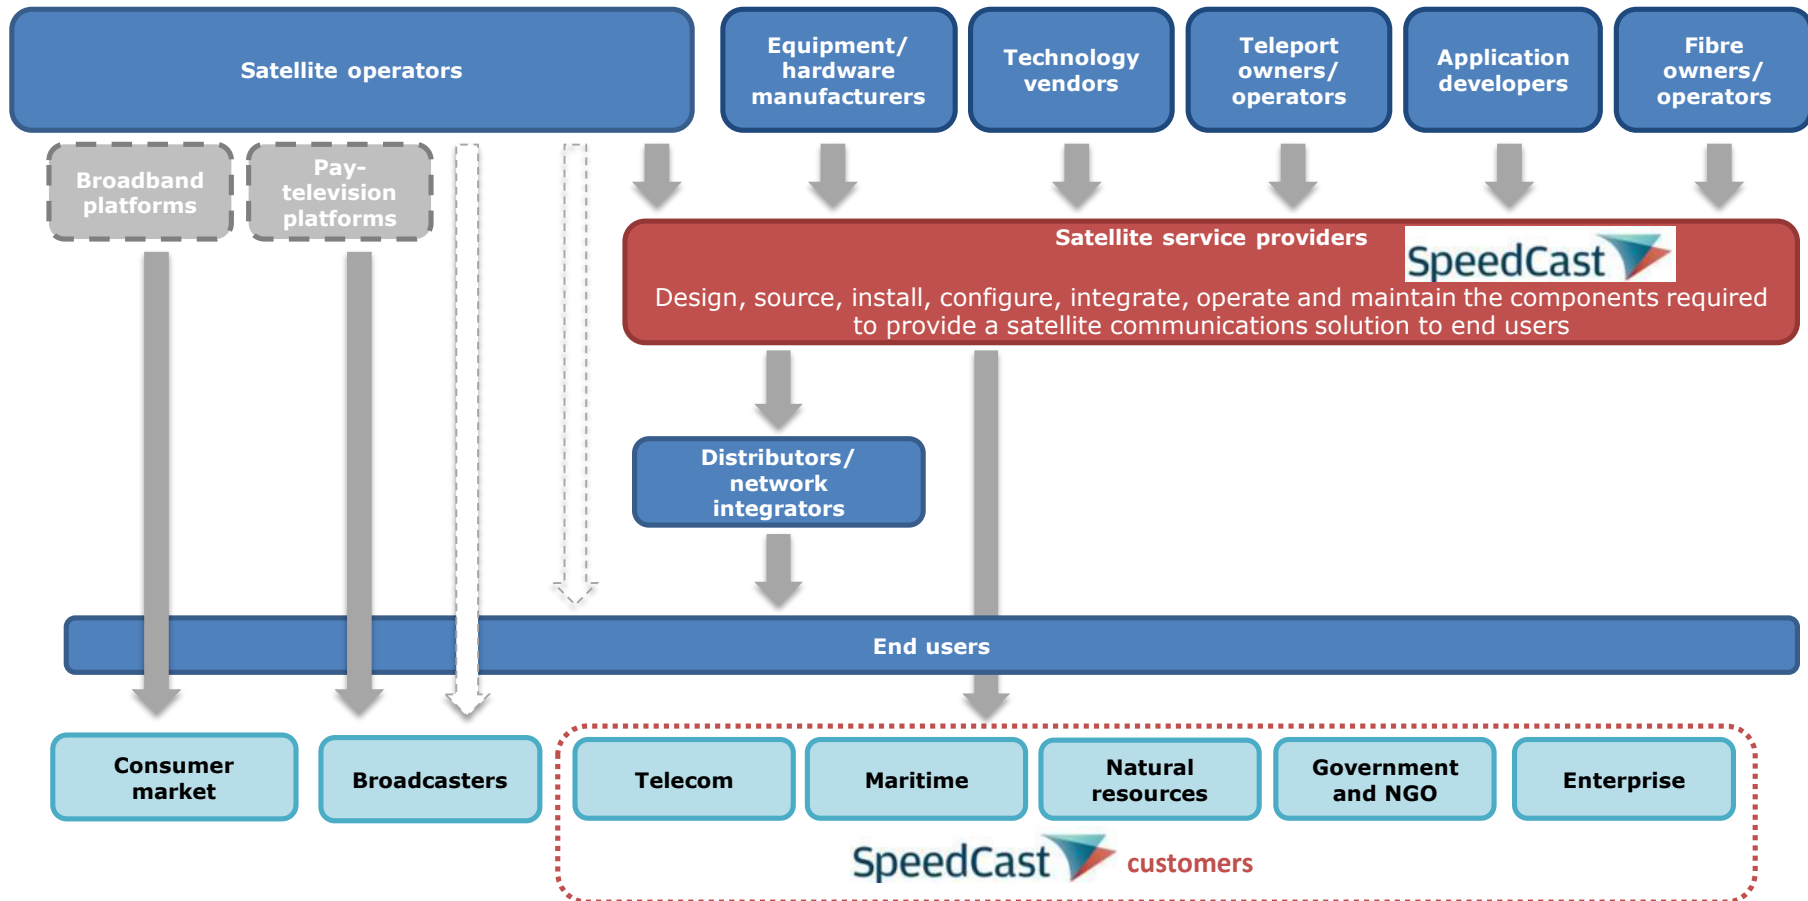 Satellite operators
Equipment/
hardware
manufacturers
Technology
vendors
Teleport
owners/
operators
Application
developers
Fibre
owners/
operators
Broadband
platforms
Pay-
television
platforms
Satellite service providers
SpeedCast
Design, source, install, configure, integrate, operate and maintain the components required
to provide a satellite communications solution to end users
Distributors/
network
integrators
End users
Consumer
market
Broadcasters
Telecom
Maritime
Natural
resources
Government
and NGO
Enterprise
SpeedCast customers